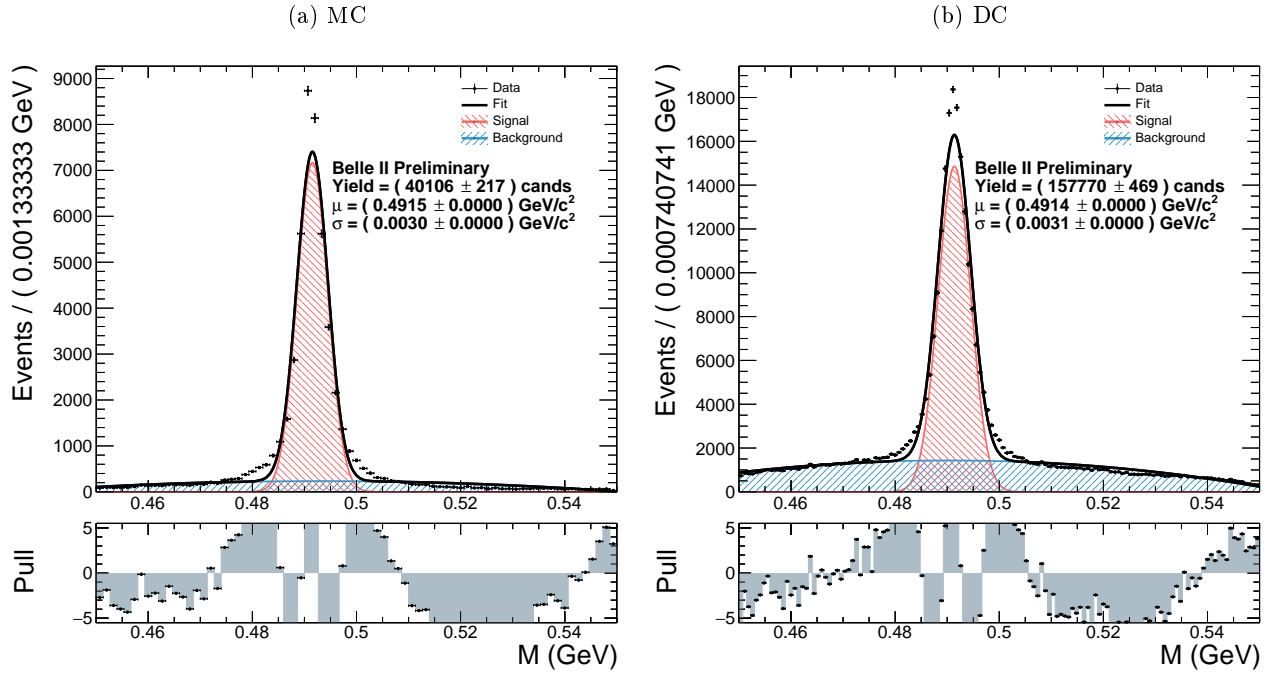 (a) MC
Events / ( 0.00133333 GeV )
9000
8000
7000
6000
5000
4000
3000
2000
1000
0
Data
Fit
Signal
Background
Belle II Preliminary
Yield = ( 40106 ± 217 ) cands
μ = ( 0.4915 ± 0.0000 ) GeV/c²
σ = ( 0.0030 ± 0.0000 ) GeV/c²
0.46 0.48 0.5 0.52 0.54
Pull
5
0
−5
0.46 0.48 0.5 0.52 0.54
M (GeV)
(b) DC
Events / ( 0.000740741 GeV )
18000
16000
14000
12000
10000
8000
6000
4000
2000
0
Data
Fit
Signal
Background
Belle II Preliminary
Yield = ( 157770 ± 469 ) cands
μ = ( 0.4914 ± 0.0000 ) GeV/c²
σ = ( 0.0031 ± 0.0000 ) GeV/c²
0.46 0.48 0.5 0.52 0.54
Pull
5
0
−5
0.46 0.48 0.5 0.52 0.54
M (GeV)